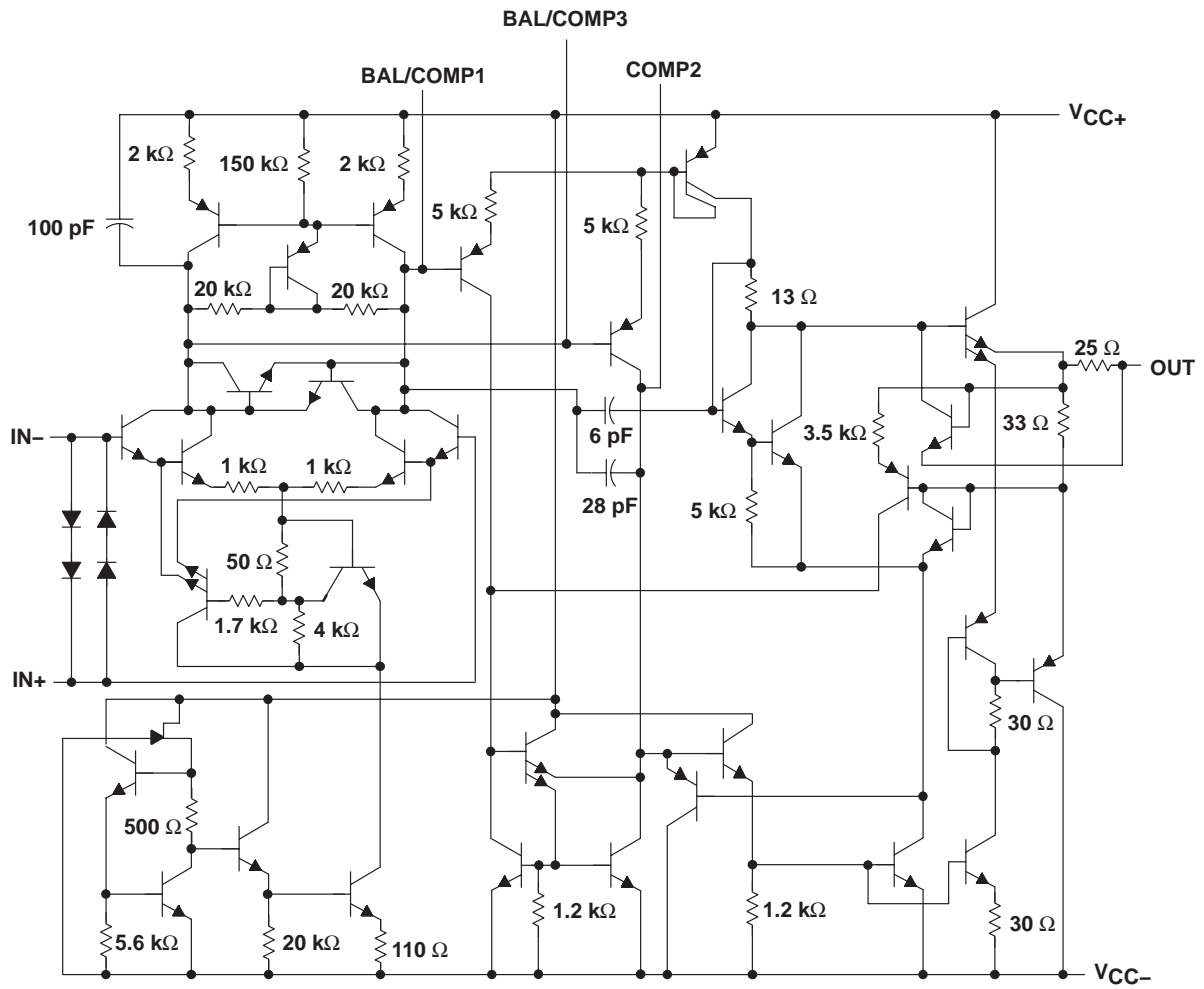 BAL/COMP3
COMP2
BAL/COMP1
VCC+
2 kΩ
150 kΩ
2 kΩ
5 kΩ
5 kΩ
100 pF
20 kΩ
20 kΩ
13 Ω
25 Ω
OUT
IN–
6 pF
3.5 kΩ
33 Ω
1 kΩ
1 kΩ
28 pF
5 kΩ
50 Ω
1.7 kΩ
4 kΩ
IN+
30 Ω
500 Ω
5.6 kΩ
20 kΩ
110 Ω
1.2 kΩ
1.2 kΩ
30 Ω
VCC–